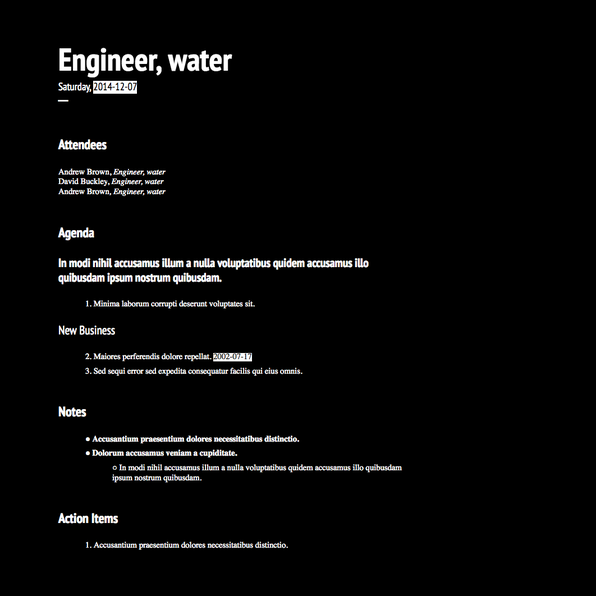 Engineer, water
Saturday, 2014-12-07
Attendees
Andrew Brown, Engineer, water
David Buckley, Engineer, water
Andrew Brown, Engineer, water
Agenda
In modi nihil accusamus illum a nulla voluptatibus quidem accusamus illo
quibusdam ipsum nostrum quibusdam.
1. Minima laborum corrupti deserunt voluptates sit.
New Business
2. Maiores perferendis dolore repellat. 2002-07-17
3. Sed sequi error sed expedita consequatur facilis qui eius omnis.
Notes
● Accusantium praesentium dolores necessitatibus distinctio.
● Dolorum accusamus veniam a cupiditate.
○ In modi nihil accusamus illum a nulla voluptatibus quidem accusamus illo quibusdam
ipsum nostrum quibusdam.
Action Items
1. Accusantium praesentium dolores necessitatibus distinctio.